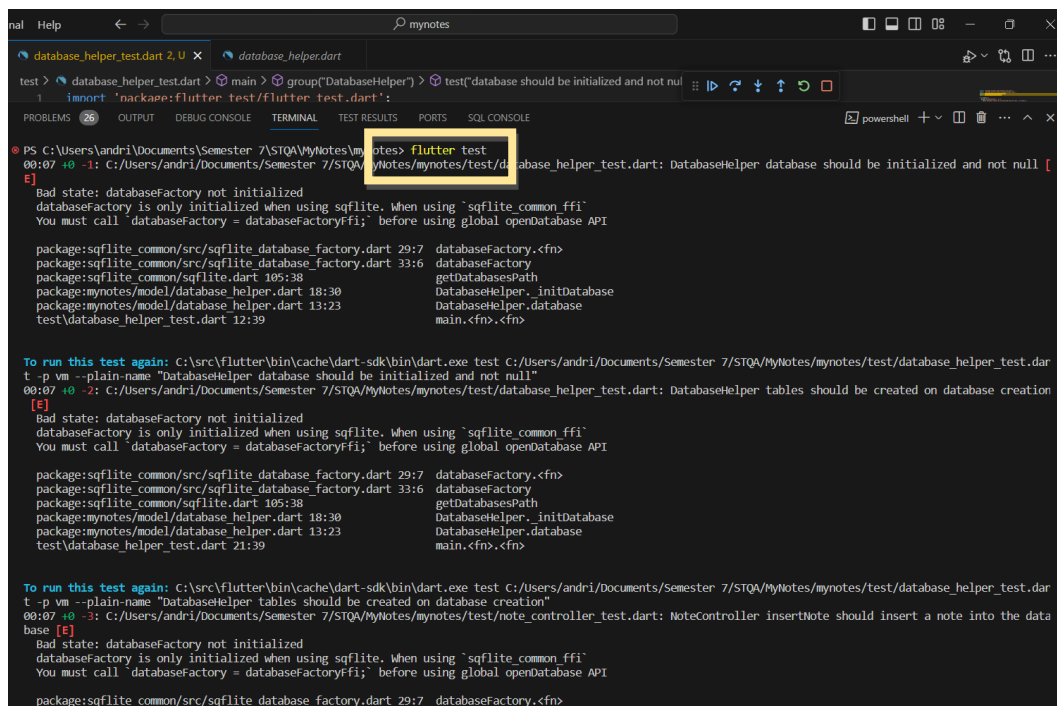 nal Help mynotes
database_helper_test.dart 2, U database_helper.dart
test > database_helper_test.dart > main > group("DatabaseHelper") > test("database should be initialized and not nul
1 import 'package:flutter_test/flutter_test.dart';
PROBLEMS 26 OUTPUT DEBUG CONSOLE TERMINAL TEST RESULTS PORTS SQL CONSOLE powershell
PS C:\Users\andri\Documents\Semester 7\STQA\MyNotes\mynotes> flutter test
00:07 +0 -1: C:/Users/andri/Documents/Semester 7/STQA/MyNotes/mynotes/test/database_helper_test.dart: DatabaseHelper database should be initialized and not null [
E]
Bad state: databaseFactory not initialized
databaseFactory is only initialized when using sqflite. When using `sqflite_common_ffi`
You must call `databaseFactory = databaseFactoryFfi;` before using global openDatabase API
package:sqflite_common/src/sqflite_database_factory.dart 29:7 databaseFactory.<fn>
package:sqflite_common/src/sqflite_database_factory.dart 33:6 databaseFactory
package:sqflite_common/sqflite.dart 105:38 getDatabasesPath
package:mynotes/model/database_helper.dart 18:30 DatabaseHelper._initDatabase
package:mynotes/model/database_helper.dart 13:23 DatabaseHelper.database
test\database_helper_test.dart 12:39 main.<fn>.<fn>
To run this test again: C:\src\flutter\bin\cache\dart-sdk\bin\dart.exe test C:/Users/andri/Documents/Semester 7/STQA/MyNotes/mynotes/test/database_helper_test.dar
t -p vm --plain-name "DatabaseHelper database should be initialized and not null"
00:07 +0 -2: C:/Users/andri/Documents/Semester 7/STQA/MyNotes/mynotes/test/database_helper_test.dart: DatabaseHelper tables should be created on database creation
[E]
Bad state: databaseFactory not initialized
databaseFactory is only initialized when using sqflite. When using `sqflite_common_ffi`
You must call `databaseFactory = databaseFactoryFfi;` before using global openDatabase API
package:sqflite_common/src/sqflite_database_factory.dart 29:7 databaseFactory.<fn>
package:sqflite_common/src/sqflite_database_factory.dart 33:6 databaseFactory
package:sqflite_common/sqflite.dart 105:38 getDatabasesPath
package:mynotes/model/database_helper.dart 18:30 DatabaseHelper._initDatabase
package:mynotes/model/database_helper.dart 13:23 DatabaseHelper.database
test\database_helper_test.dart 21:39 main.<fn>.<fn>
To run this test again: C:\src\flutter\bin\cache\dart-sdk\bin\dart.exe test C:/Users/andri/Documents/Semester 7/STQA/MyNotes/mynotes/test/database_helper_test.dar
t -p vm --plain-name "DatabaseHelper tables should be created on database creation"
00:07 +0 -3: C:/Users/andri/Documents/Semester 7/STQA/MyNotes/mynotes/test/note_controller_test.dart: NoteController insertNote should insert a note into the data
base [E]
Bad state: databaseFactory not initialized
databaseFactory is only initialized when using sqflite. When using `sqflite_common_ffi`
You must call `databaseFactory = databaseFactoryFfi;` before using global openDatabase API
package:sqflite_common/src/sqflite_database_factory.dart 29:7 databaseFactory.<fn>